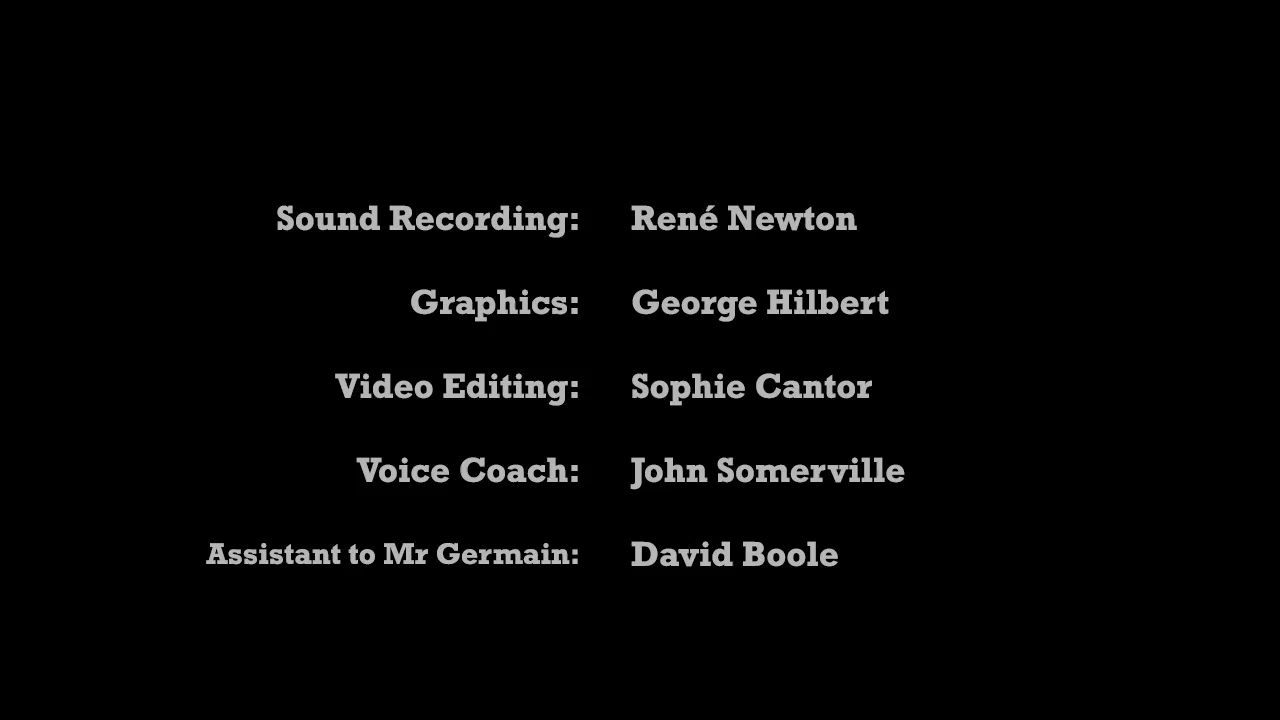 Sound Recording: René Newton
Graphics: George Hilbert
Video Editing: Sophie Cantor
Voice Coach: John Somerville
Assistant to Mr Germain: David Boole